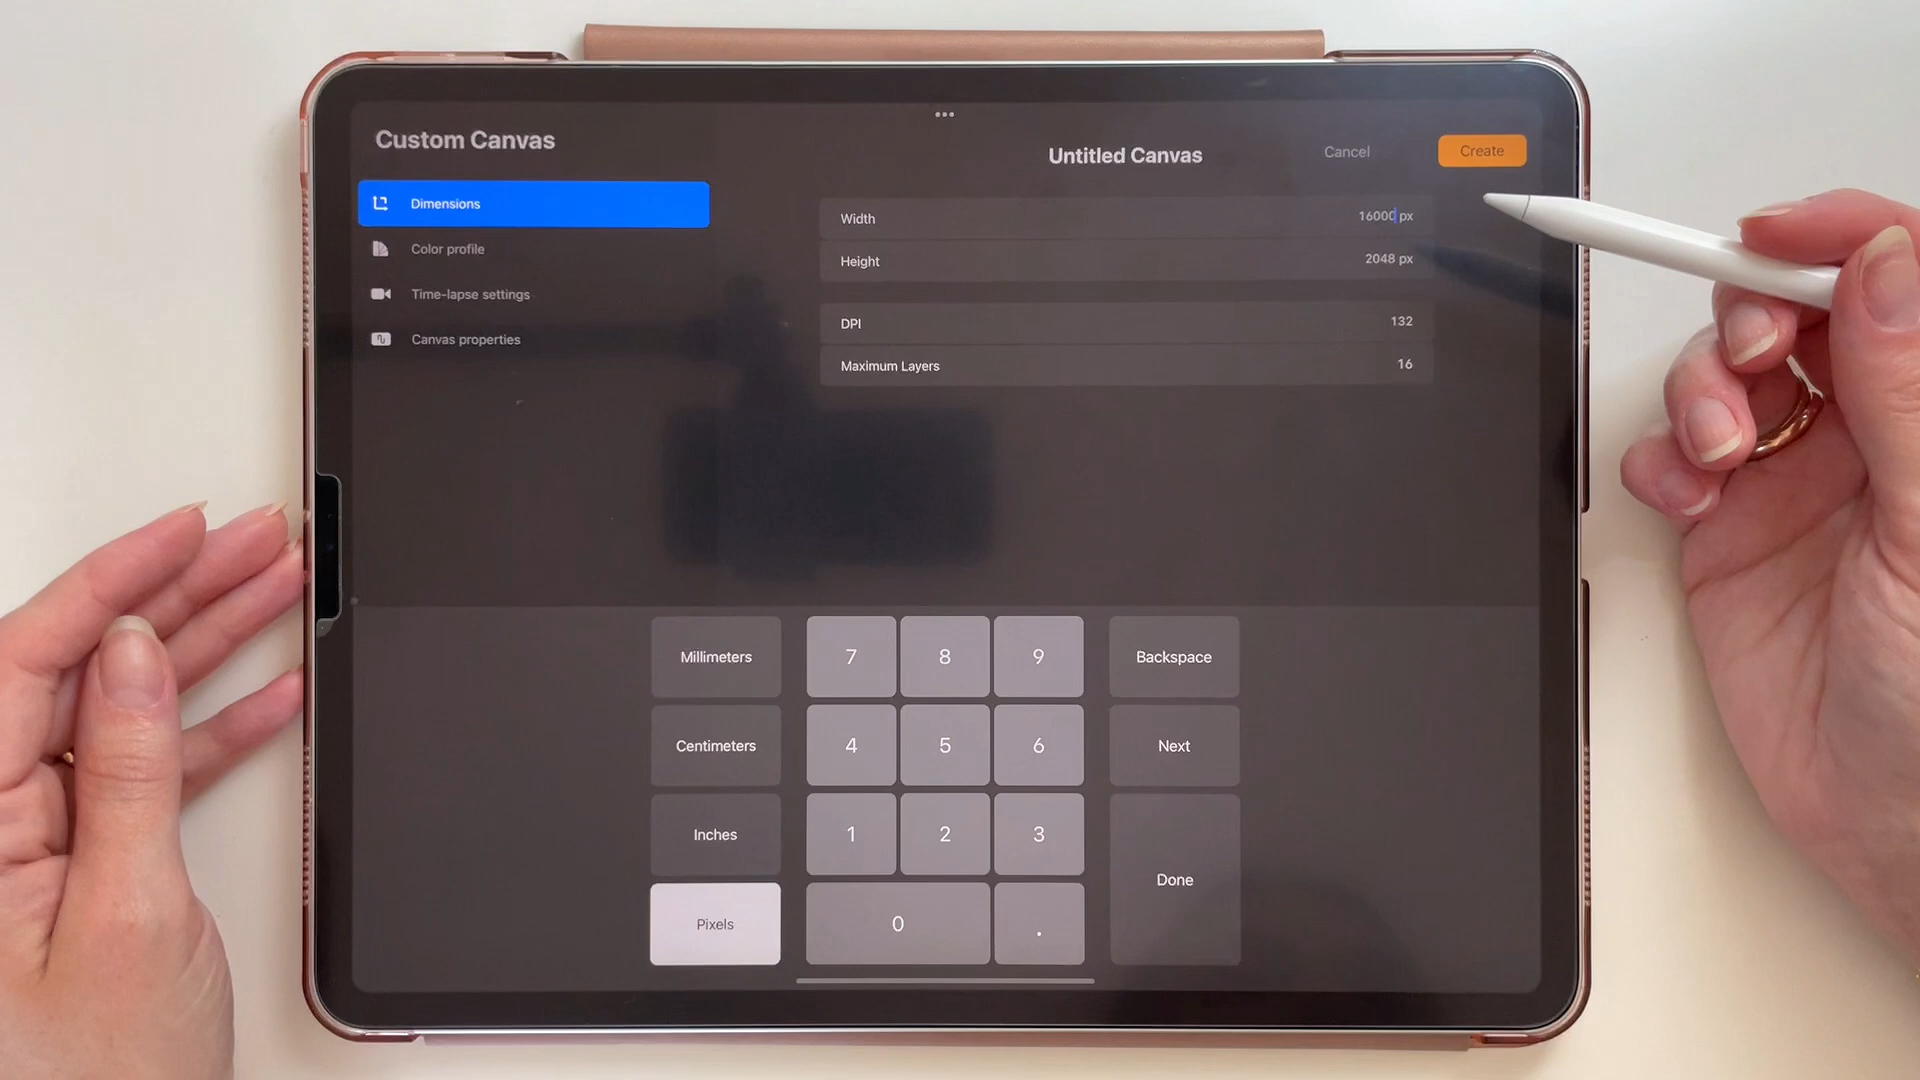 Custom Canvas
Untitled Canvas
Cancel
Create
Dimensions
Color profile
Time-lapse settings
Canvas properties
Width 16000 px
Height 2048 px
DPI 132
Maximum Layers 16
Millimeters 7 8 9 Backspace
Centimeters 4 5 6 Next
Inches 1 2 3
Done
Pixels 0 .